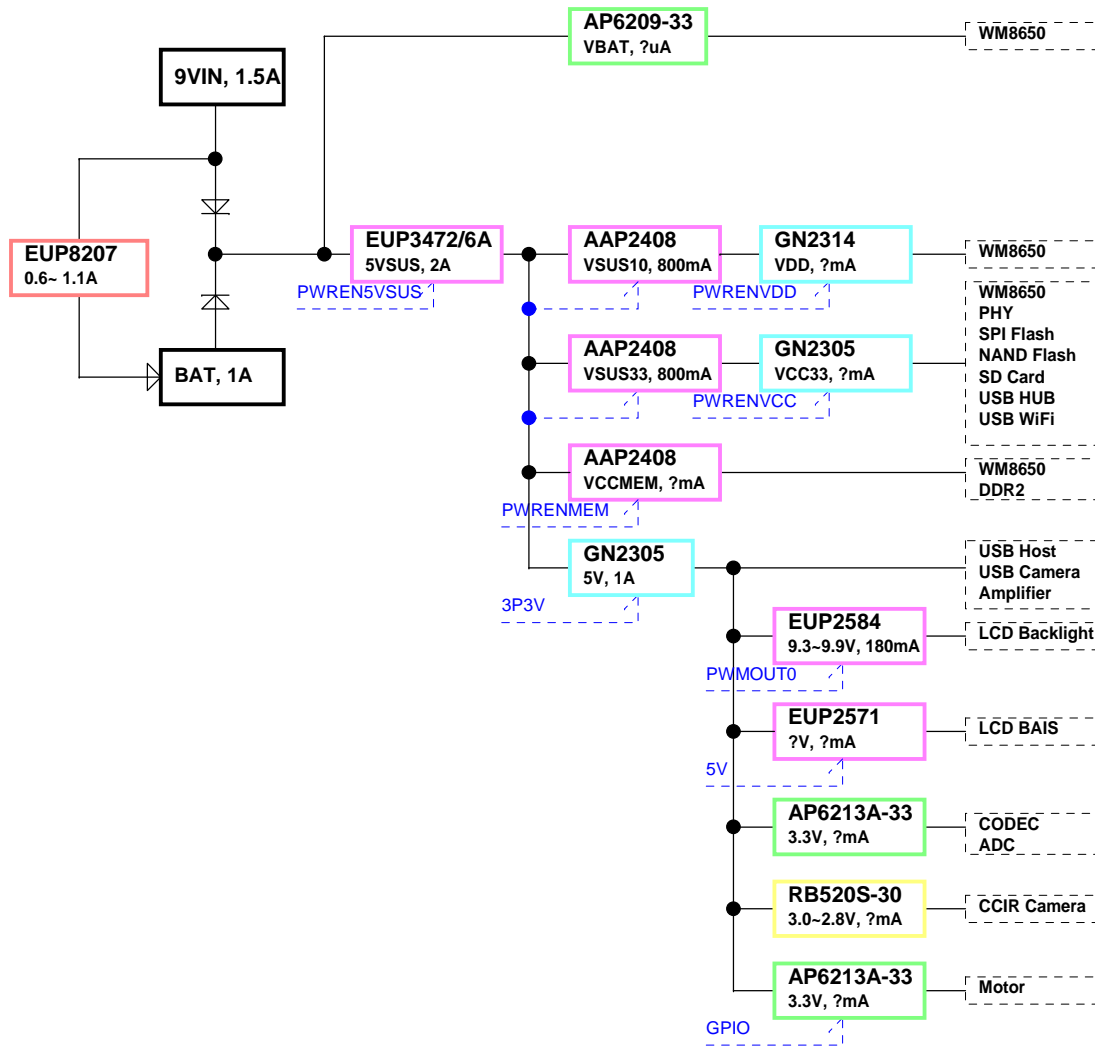 AP6209-33
VBAT, ?uA
WM8650
9VIN, 1.5A
EUP8207
0.6~ 1.1A
BAT, 1A
EUP3472/6A
5VSUS, 2A
PWREN5VSUS
AAP2408
VSUS10, 800mA
GN2314
VDD, ?mA
PWRENVDD
WM8650
AAP2408
VSUS33, 800mA
GN2305
VCC33, ?mA
PWRENVCC
WM8650
PHY
SPI Flash
NAND Flash
SD Card
USB HUB
USB WiFi
AAP2408
VCCMEM, ?mA
PWRENMEM
WM8650
DDR2
GN2305
5V, 1A
3P3V
USB Host
USB Camera
Amplifier
EUP2584
9.3~9.9V, 180mA
PWMOUT0
LCD Backlight
EUP2571
?V, ?mA
5V
LCD BAIS
AP6213A-33
3.3V, ?mA
CODEC
ADC
RB520S-30
3.0~2.8V, ?mA
CCIR Camera
AP6213A-33
3.3V, ?mA
GPIO
Motor